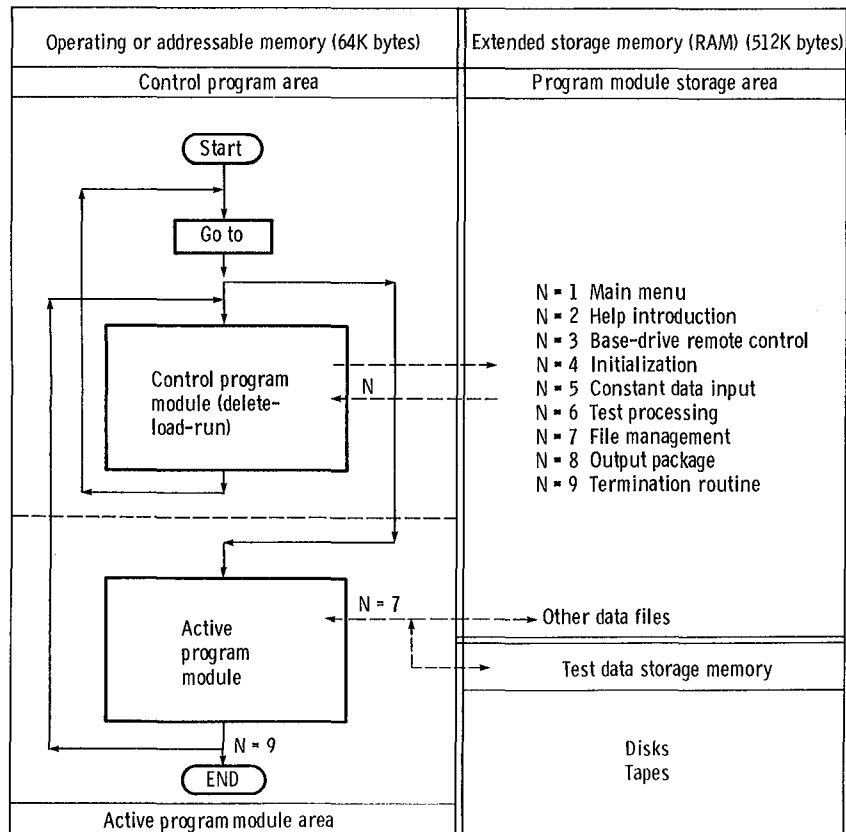 Operating or addressable memory (64K bytes)
Extended storage memory (RAM) (512K bytes)
Control program area
Program module storage area
Start
Go to
Control program
module (delete-
load-run)
N
N = 1 Main menu
N = 2 Help introduction
N = 3 Base-drive remote control
N = 4 Initialization
N = 5 Constant data input
N = 6 Test processing
N = 7 File management
N = 8 Output package
N = 9 Termination routine
Active
program
module
N = 7
Other data files
Test data storage memory
N = 9
END
Disks
Tapes
Active program module area